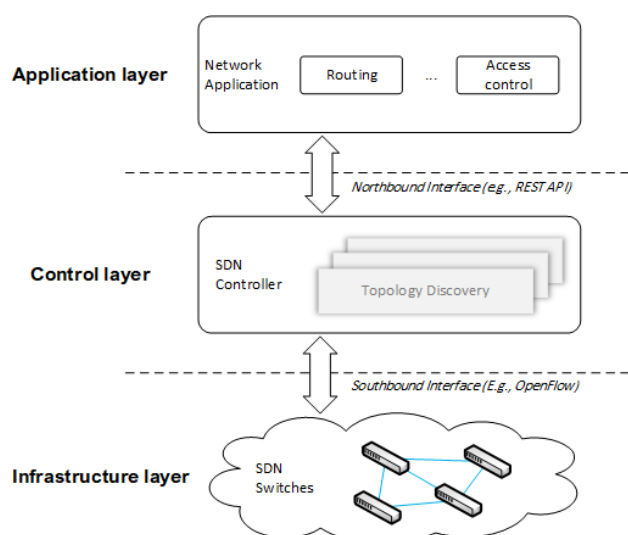 Application layer
Network
Application
Routing
...
Access
control
Northbound Interface (e.g., REST API)
Control layer
SDN
Controller
Topology Discovery
Southbound Interface (E.g., OpenFlow)
Infrastructure layer
SDN
Switches